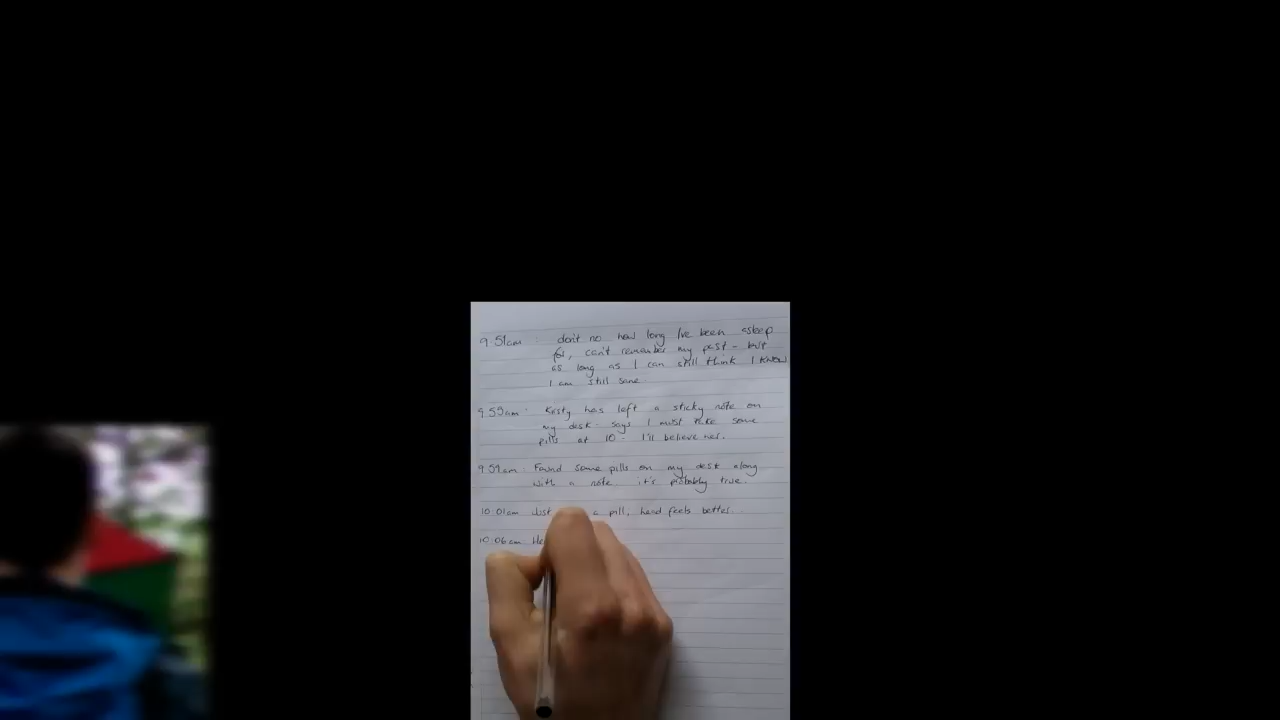 9.51am : don't no how long I've been asleep
for, can't remember my past - but
as long as I can still think I know
I am still sane.
9.55am : Kirsty has left a sticky note on
my desk - says I must take some
pills at 10 - I'll believe her.
9.59am : Found some pills on my desk along
with a note. it's probably true.
10.01am Just a pill, head feels better.
10.06am He